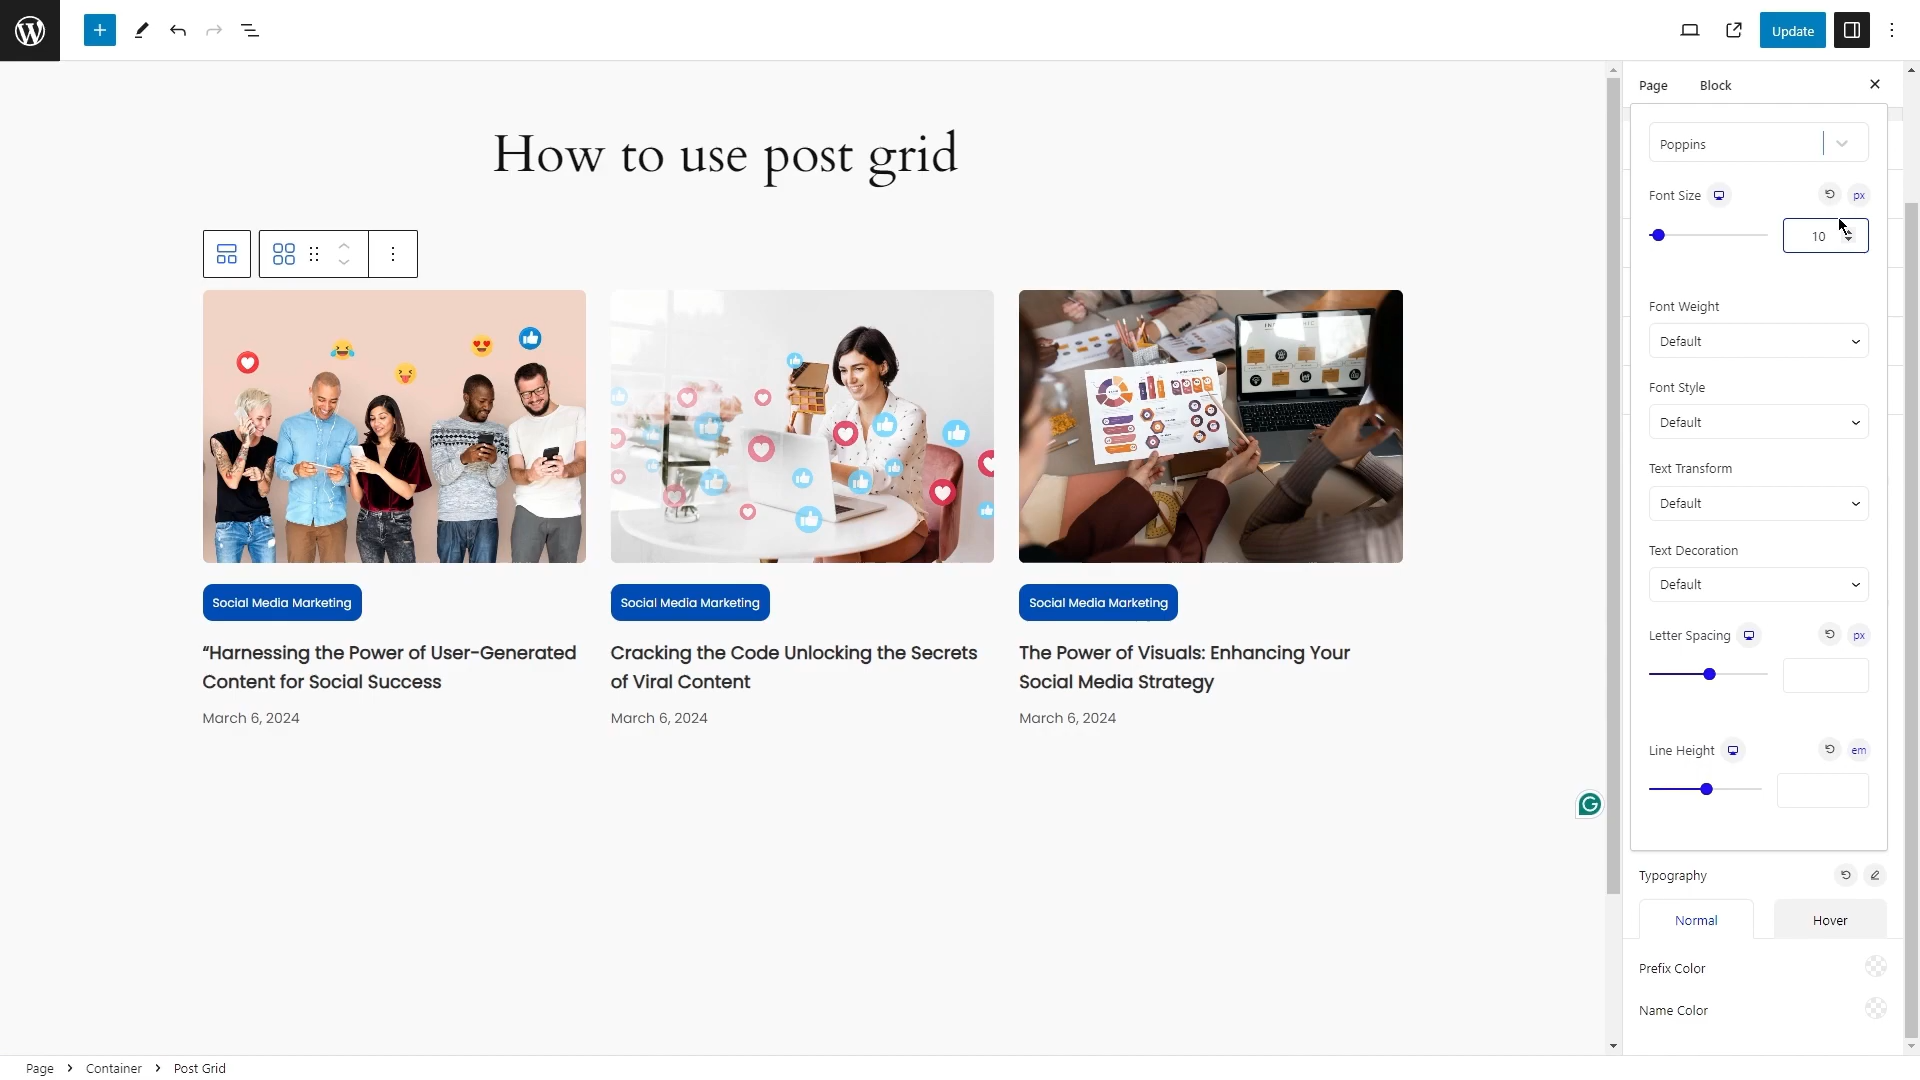 Update
Page
Block
Poppins
Font Size
px
10
Font Weight
Default
Font Style
Default
Text Transform
Default
Text Decoration
Default
Letter Spacing
px
Line Height
em
Typography
Normal
Hover
Prefix Color
Name Color
How to use post grid
Social Media Marketing
“Harnessing the Power of User-Generated
Content for Social Success
March 6, 2024
Social Media Marketing
Cracking the Code Unlocking the Secrets
of Viral Content
March 6, 2024
Social Media Marketing
The Power of Visuals: Enhancing Your
Social Media Strategy
March 6, 2024
Page > Container > Post Grid